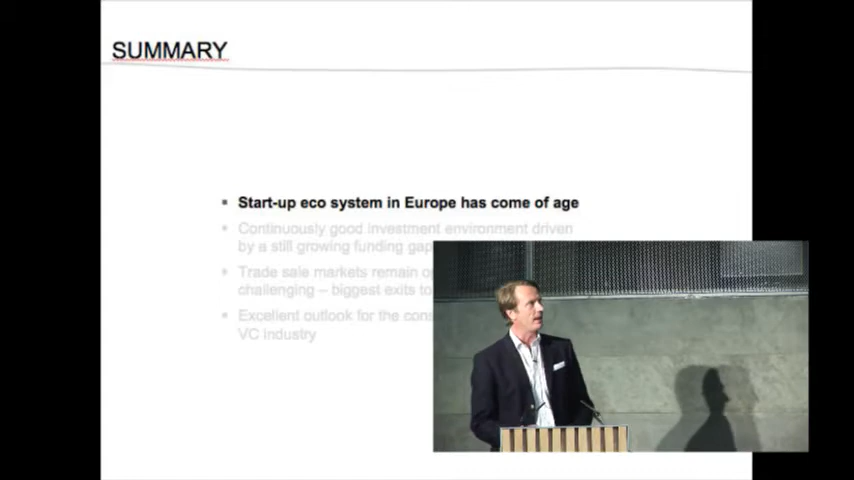 SUMMARY
▪ Start-up eco system in Europe has come of age
▪ Continuously good investment environment driven
by a still growing funding gap
▪ Trade sale markets remain
challenging – biggest exits to
▪ Excellent outlook for the
VC industry